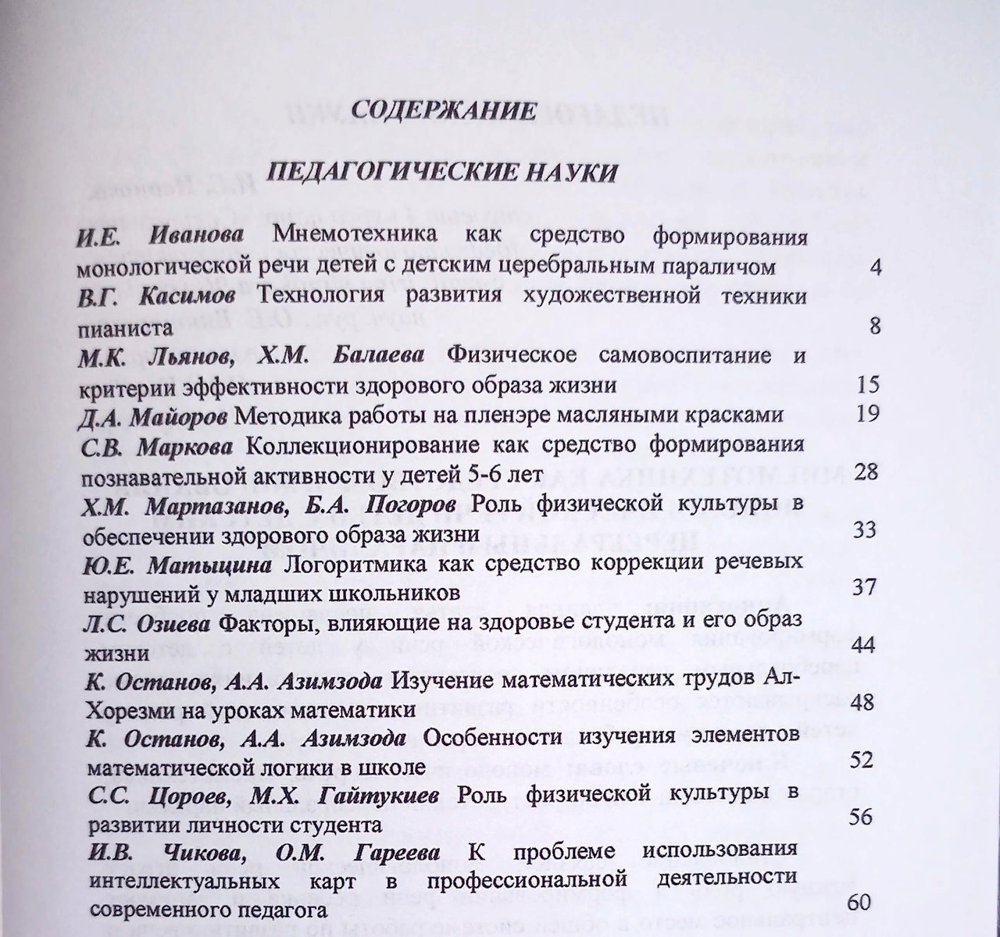 СОДЕРЖАНИЕ
ПЕДАГОГИЧЕСКИЕ НАУКИ
И.Е. Иванова Мнемотехника как средство формирования
монологической речи детей с детским церебральным параличом 4
В.Г. Касимов Технология развития художественной техники
пианиста 8
М.К. Льянов, Х.М. Балаева Физическое самовоспитание и
критерии эффективности здорового образа жизни 15
Д.А. Майоров Методика работы на пленэре масляными красками 19
С.В. Маркова Коллекционирование как средство формирования
познавательной активности у детей 5-6 лет 28
Х.М. Мартазанов, Б.А. Погоров Роль физической культуры в
обеспечении здорового образа жизни 33
Ю.Е. Матыцина Логоритмика как средство коррекции речевых
нарушений у младших школьников 37
Л.С. Озиева Факторы, влияющие на здоровье студента и его образ
жизни 44
К. Останов, А.А. Азимзода Изучение математических трудов Ал-
Хорезми на уроках математики 48
К. Останов, А.А. Азимзода Особенности изучения элементов
математической логики в школе 52
С.С. Цороев, М.Х. Гайтукиев Роль физической культуры в
развитии личности студента 56
И.В. Чикова, О.М. Гареева К проблеме использования
интеллектуальных карт в профессиональной деятельности
современного педагога 60